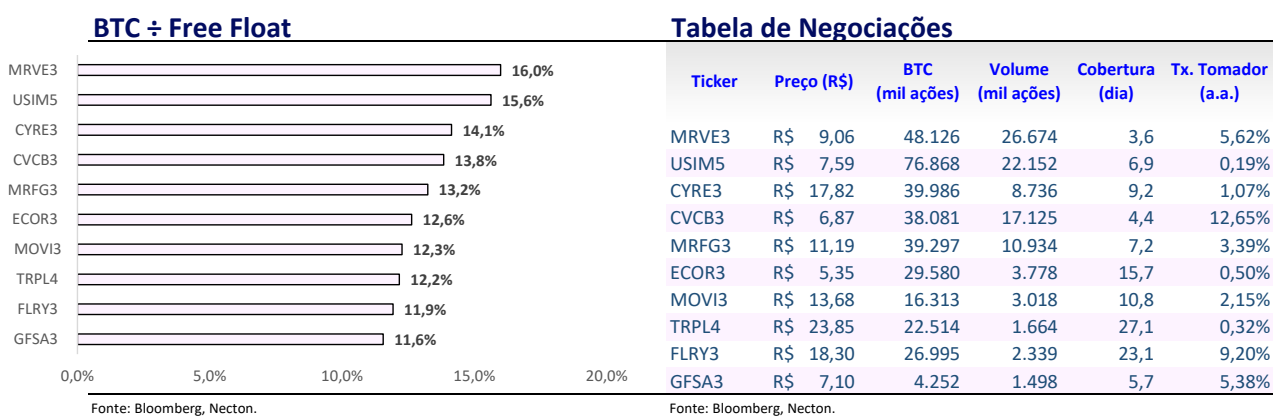 BTC ÷ Free Float
MRVE3 16,0%
USIM5 15,6%
CYRE3 14,1%
CVCB3 13,8%
MRFG3 13,2%
ECOR3 12,6%
MOVI3 12,3%
TRPL4 12,2%
FLRY3 11,9%
GFSA3 11,6%
0,0% 5,0% 10,0% 15,0% 20,0%
Fonte: Bloomberg, Necton.
Tabela de Negociações
Ticker Preço (R$) BTC (mil ações) Volume (mil ações) Cobertura (dia) Tx. Tomador (a.a.)
MRVE3 R$ 9,06 48.126 26.674 3,6 5,62%
USIM5 R$ 7,59 76.868 22.152 6,9 0,19%
CYRE3 R$ 17,82 39.986 8.736 9,2 1,07%
CVCB3 R$ 6,87 38.081 17.125 4,4 12,65%
MRFG3 R$ 11,19 39.297 10.934 7,2 3,39%
ECOR3 R$ 5,35 29.580 3.778 15,7 0,50%
MOVI3 R$ 13,68 16.313 3.018 10,8 2,15%
TRPL4 R$ 23,85 22.514 1.664 27,1 0,32%
FLRY3 R$ 18,30 26.995 2.339 23,1 9,20%
GFSA3 R$ 7,10 4.252 1.498 5,7 5,38%
Fonte: Bloomberg, Necton.